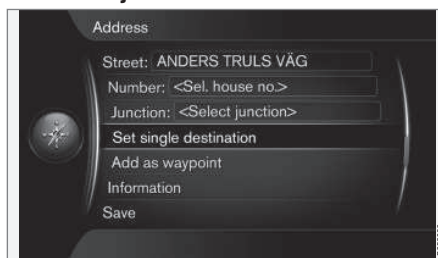 Address
Street: ANDERS TRULS VÄG
Number: <Sel. house no.>
Junction: <Select junction>
Set single destination
Add as waypoint
Information
Save